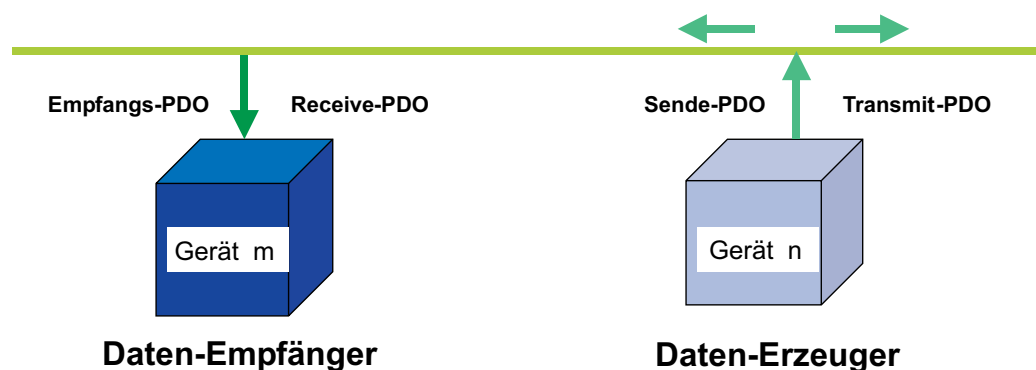 Empfangs-PDO Receive-PDO Sende-PDO Transmit-PDO
Gerät m Gerät n
Daten-Empfänger Daten-Erzeuger